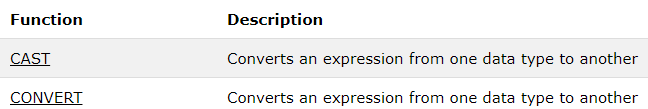 Function Description
CAST Converts an expression from one data type to another
CONVERT Converts an expression from one data type to another